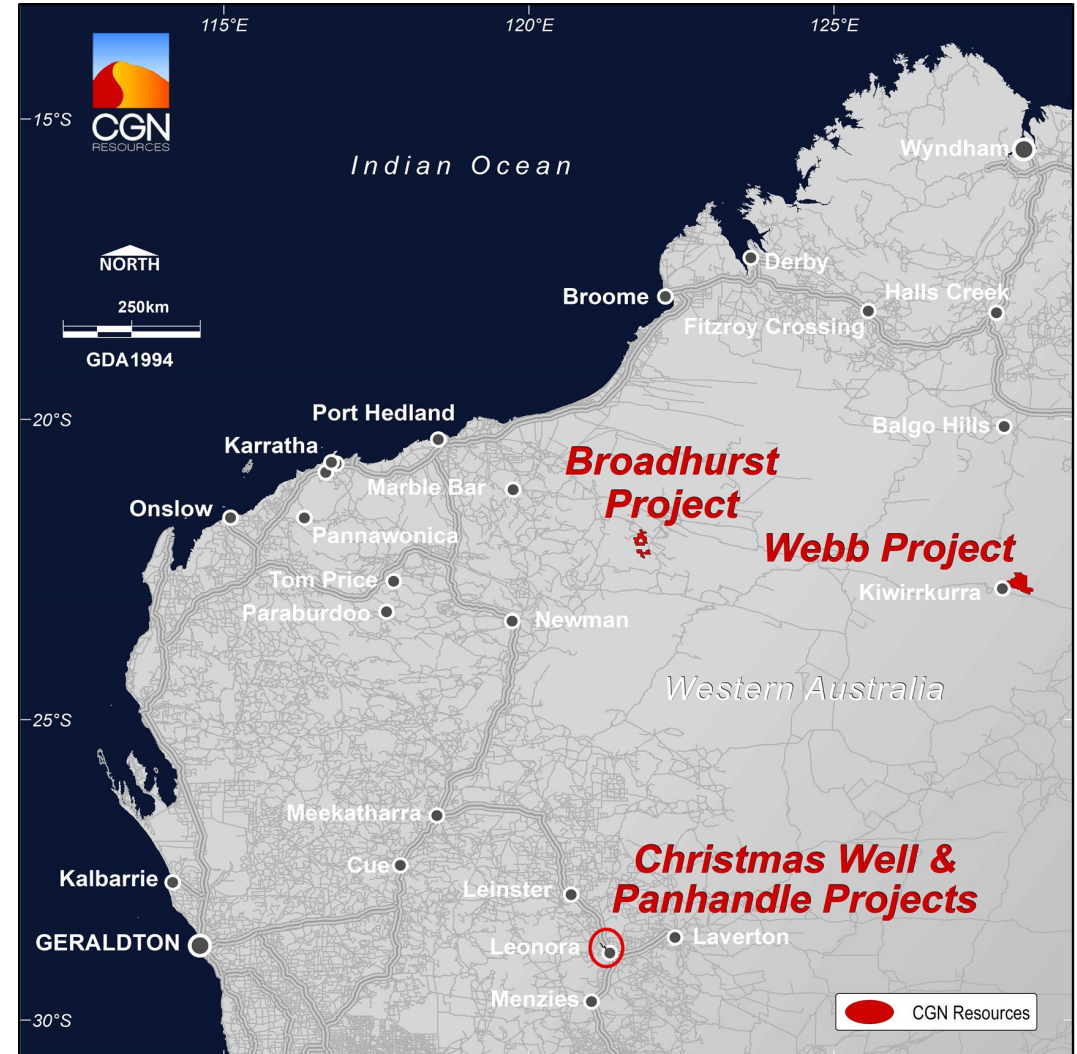 115°E
120°E
125°E
CGN
RESOURCES
15°S
Indian Ocean
Wyndham
NORTH
250km
GDA1994
Derby
Broome
Halls Creek
Fitzroy Crossing
Port Hedland
20°S
Karratha
Balgo Hills
Broadhurst
Project
Marble Bar
Onslow
Pannawonica
Webb Project
Tom Price
Kiwirrkurra
Paraburdoo
Newman
Western Australia
25°S
Meekatharra
Cue
Christmas Well &
Panhandle Projects
Kalbarrie
Leinster
GERALDTON
Leonora
Laverton
Menzies
CGN Resources
30°S